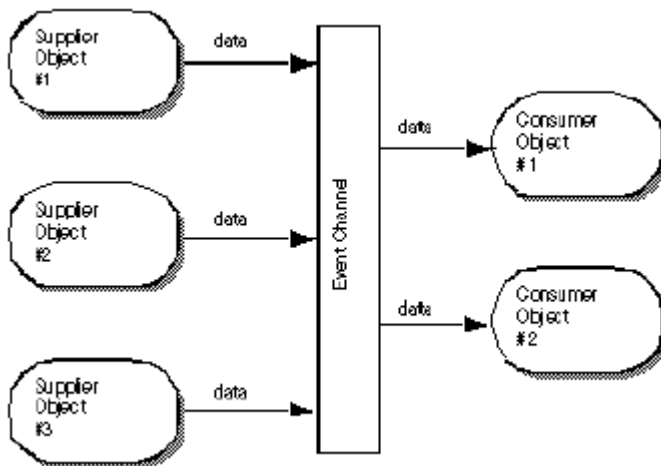 Supplier
Object
#1
data
Supplier
Object
#2
data
Supplier
Object
#3
data
Event Channel
data
Consumer
Object
#1
data
Consumer
Object
#2